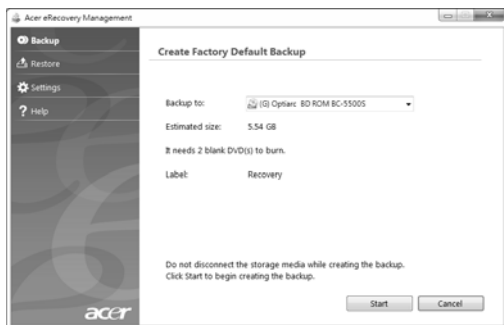 Acer eRecovery Management
Backup
Restore
Settings
? Help
Create Factory Default Backup
Backup to: (G) Optiarc BD ROM BC-5500S
Estimated size: 5.54 GB
It needs 2 blank DVD(s) to burn.
Label: Recovery
Do not disconnect the storage media while creating the backup.
Click Start to begin creating the backup.
Start Cancel
acer